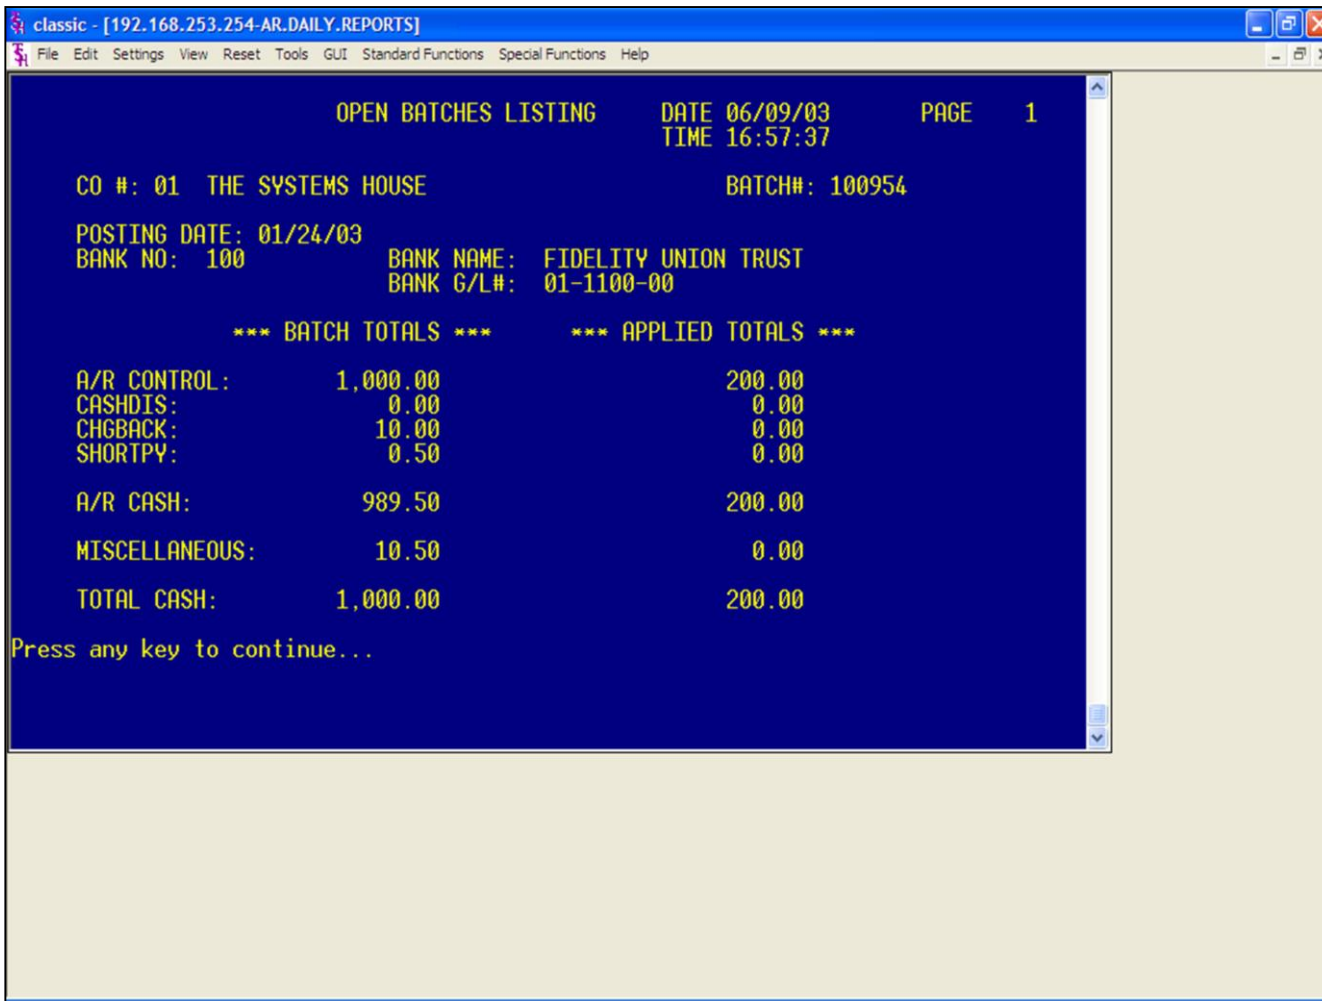 classic - [192.168.253.254-AR.DAILY.REPORTS]
File Edit Settings View Reset Tools GUI Standard Functions Special Functions Help
OPEN BATCHES LISTING DATE 06/09/03 PAGE 1
TIME 16:57:37
CO #: 01 THE SYSTEMS HOUSE BATCH#: 100954
POSTING DATE: 01/24/03
BANK NO: 100 BANK NAME: FIDELITY UNION TRUST
BANK G/L#: 01-1100-00
*** BATCH TOTALS *** *** APPLIED TOTALS ***
A/R CONTROL: 1,000.00 200.00
CASHDIS: 0.00 0.00
CHGBACK: 10.00 0.00
SHORTPY: 0.50 0.00
A/R CASH: 989.50 200.00
MISCELLANEOUS: 10.50 0.00
TOTAL CASH: 1,000.00 200.00
Press any key to continue...